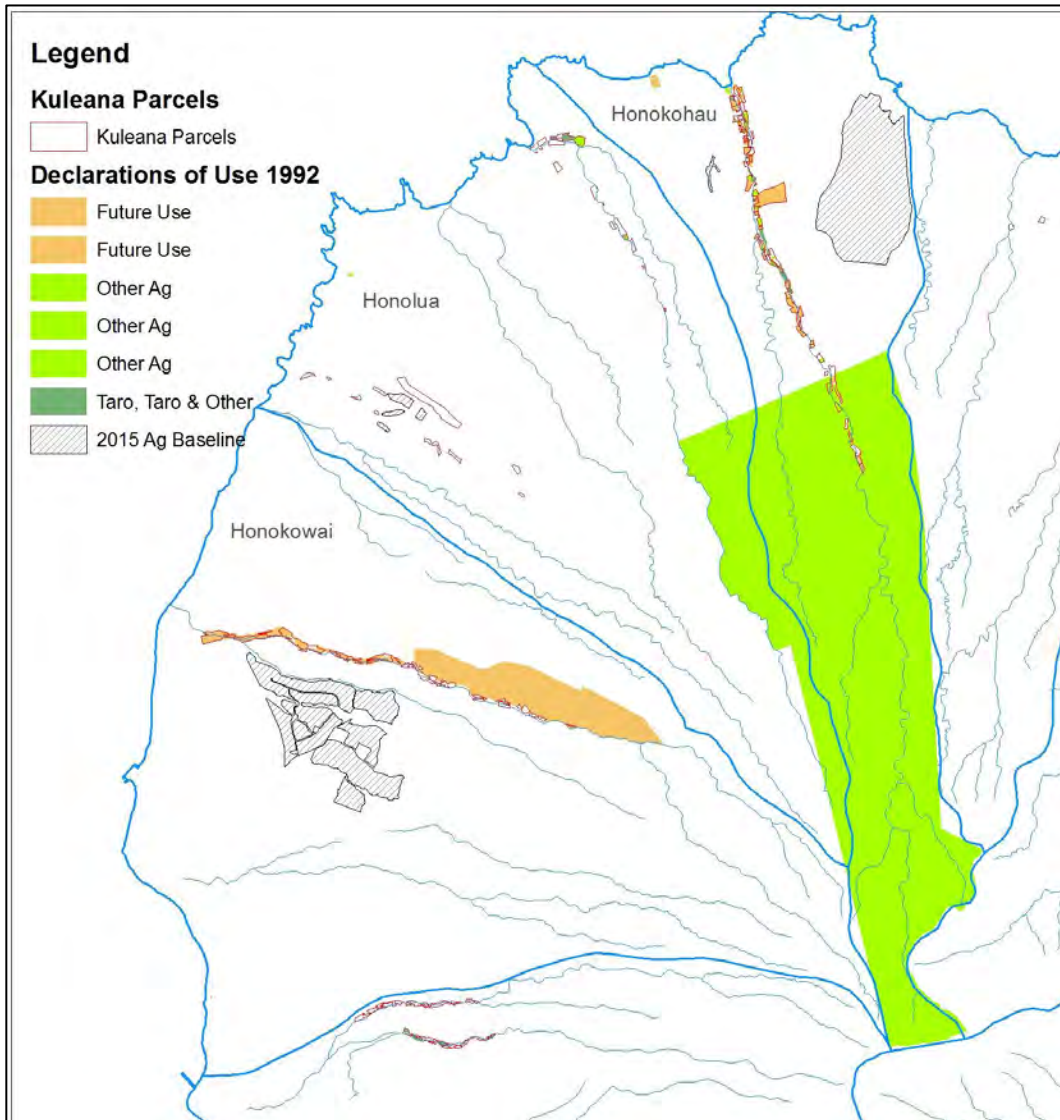 Legend
Kuleana Parcels
Kuleana Parcels
Declarations of Use 1992
Future Use
Future Use
Other Ag
Other Ag
Other Ag
Taro, Taro & Other
2015 Ag Baseline
Honokohau
Honolua
Honokowai